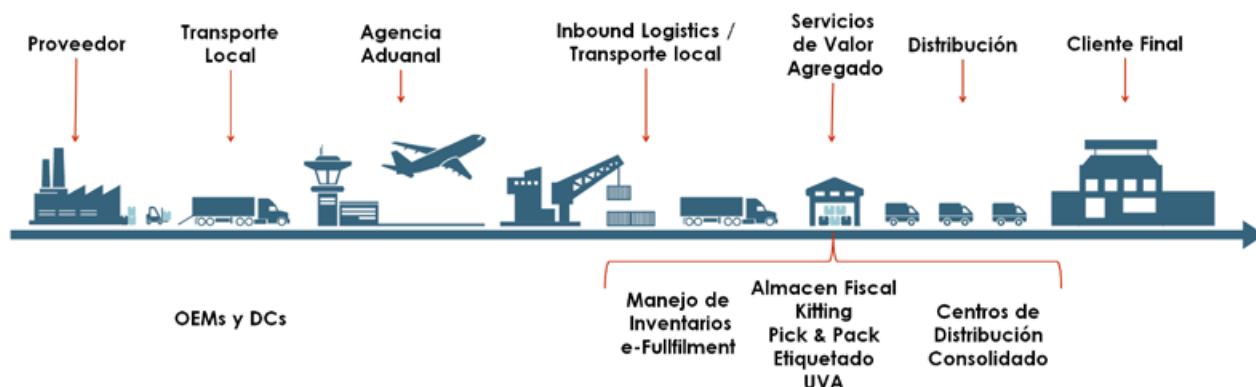 Proveedor
Transporte
Local
Agencia
Aduanal
Inbound Logistics /
Transporte local
Servicios
de Valor
Agregado
Distribución
Cliente Final
OEMs y DCs
Manejo de
Inventarios
e-Fullfilment
Almacen Fiscal
Kitting
Pick & Pack
Etiquetado
UVA
Centros de
Distribución
Consolidado